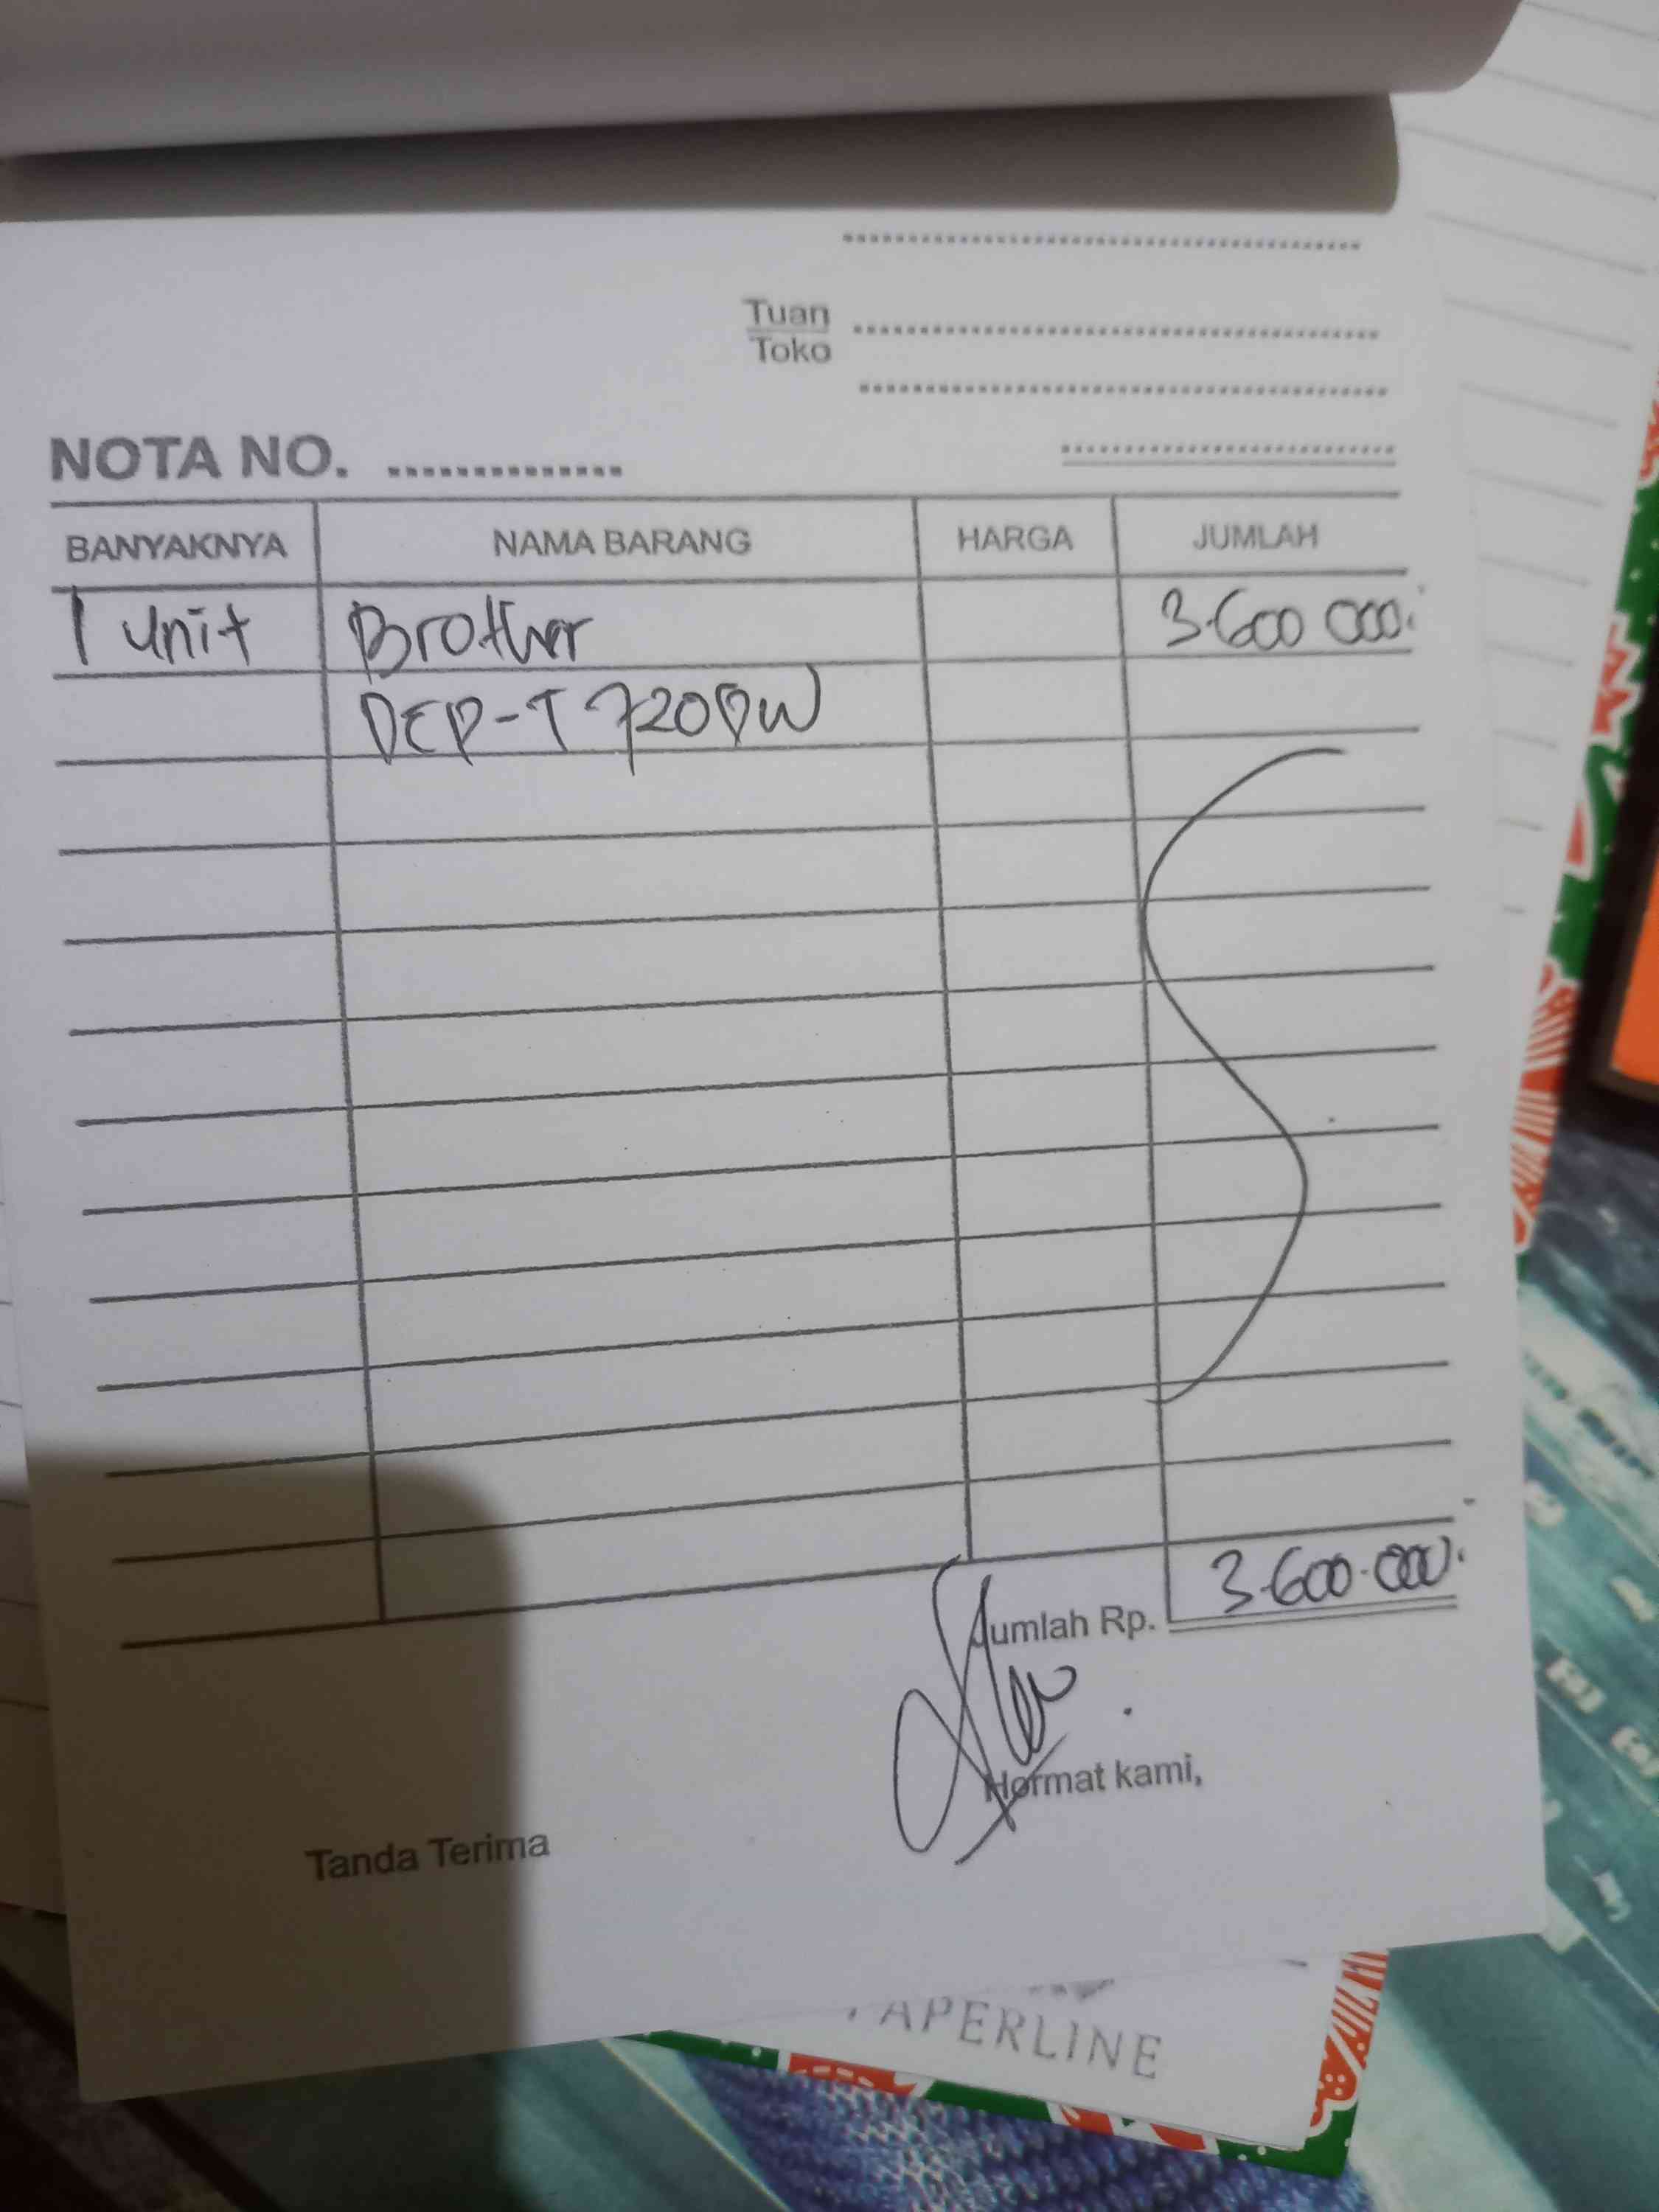 Tuan
Toko
NOTA NO.
BANYAKNYA NAMA BARANG HARGA JUMLAH
1 unit Brother 3.600 000.
DCP-T720DW
Jumlah Rp. 3.600.000.
Hormat kami,
Tanda Terima
PAPERLINE